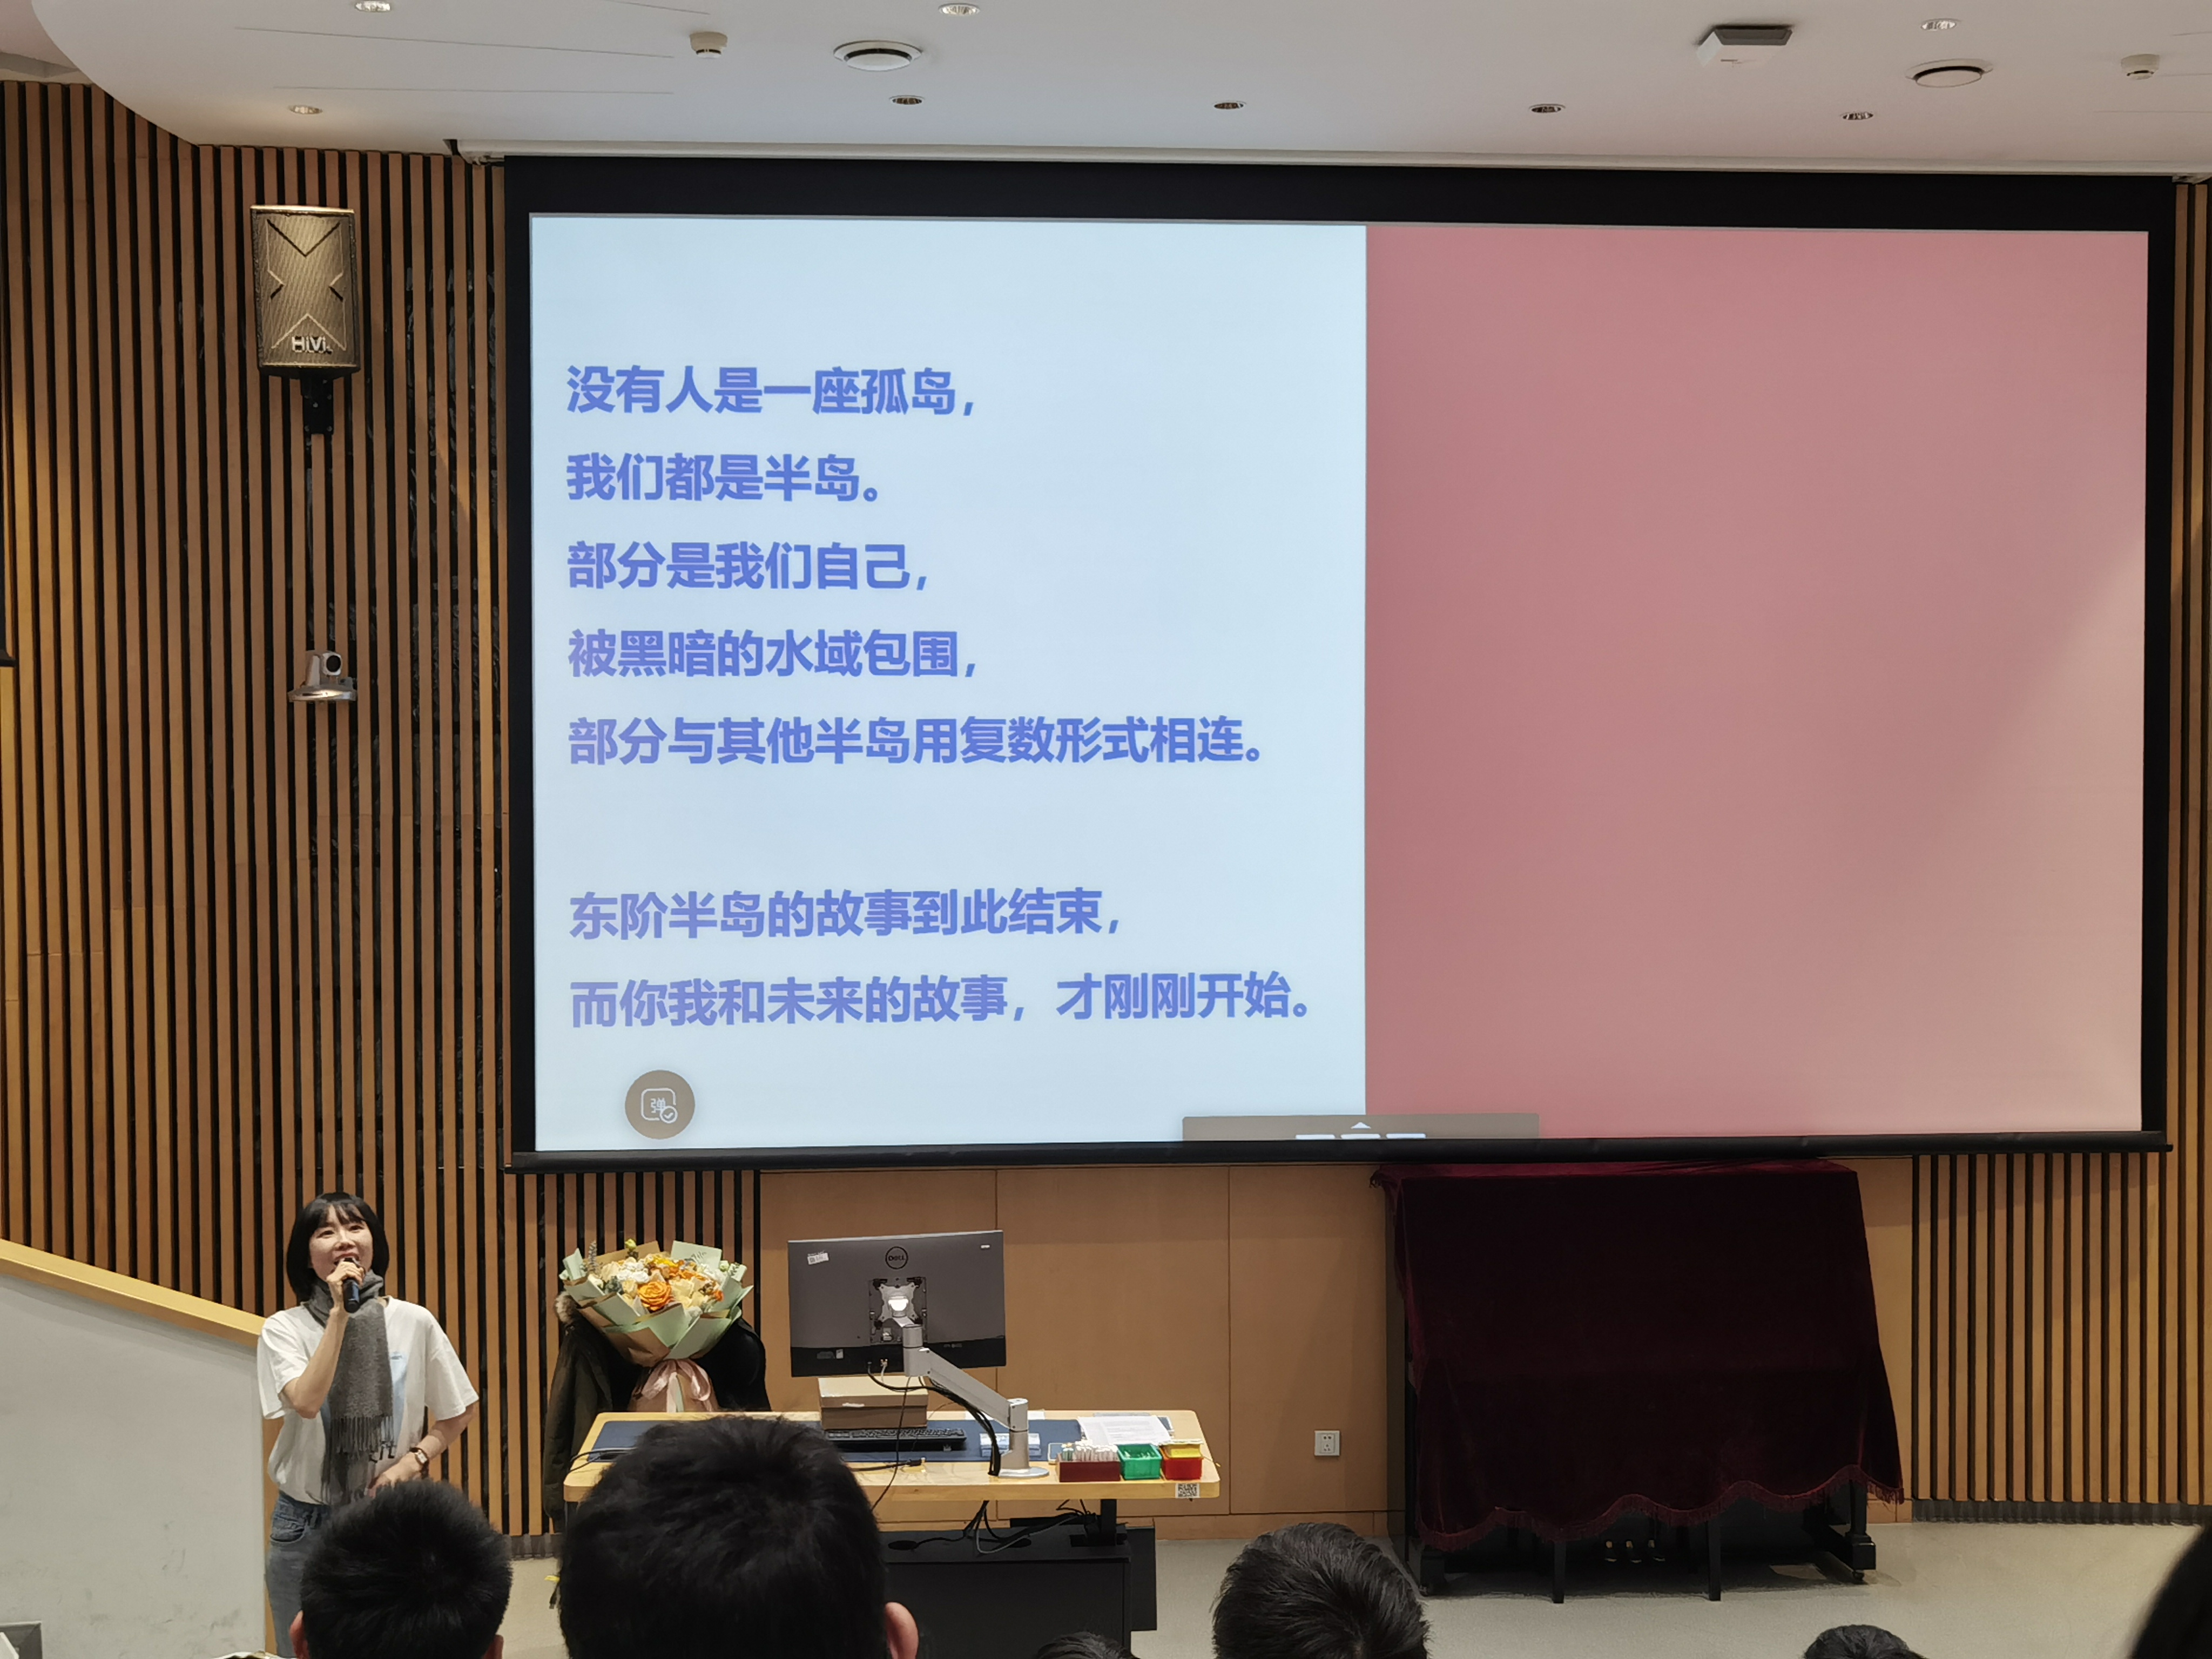 没有人是一座孤岛，
我们都是半岛。
部分是我们自己，
被黑暗的水域包围，
部分与其他半岛用复数形式相连。
东阶半岛的故事到此结束，
而你我和未来的故事，才刚刚开始。
弹
HiVi
DELL